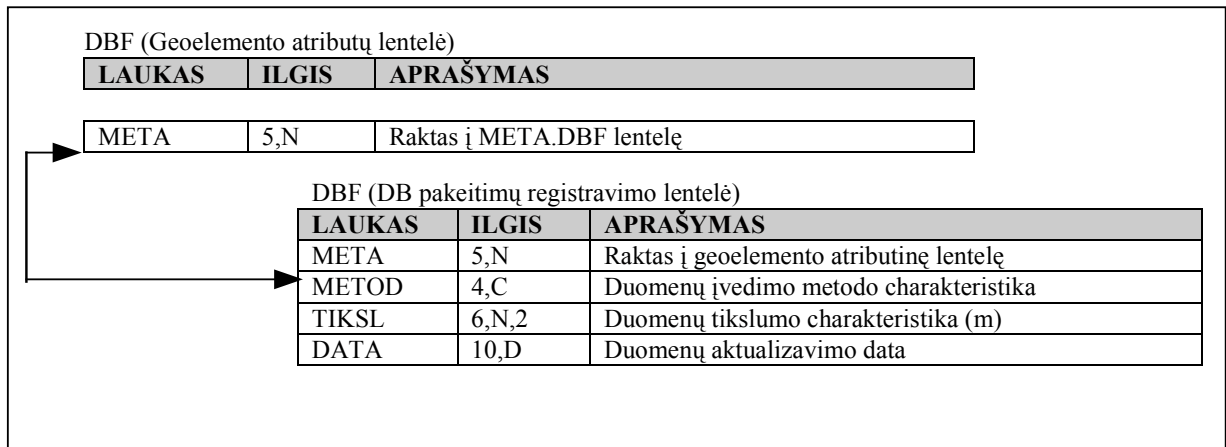 DBF (Geoelemento atributų lentelė)
LAUKAS ILGIS APRAŠYMAS
META 5,N Raktas į META.DBF lentelę
DBF (DB pakeitimų registravimo lentelė)
LAUKAS ILGIS APRAŠYMAS
META 5,N Raktas į geoelemento atributinę lentelę
METOD 4,C Duomenų įvedimo metodo charakteristika
TIKSL 6,N,2 Duomenų tikslumo charakteristika (m)
DATA 10,D Duomenų aktualizavimo data